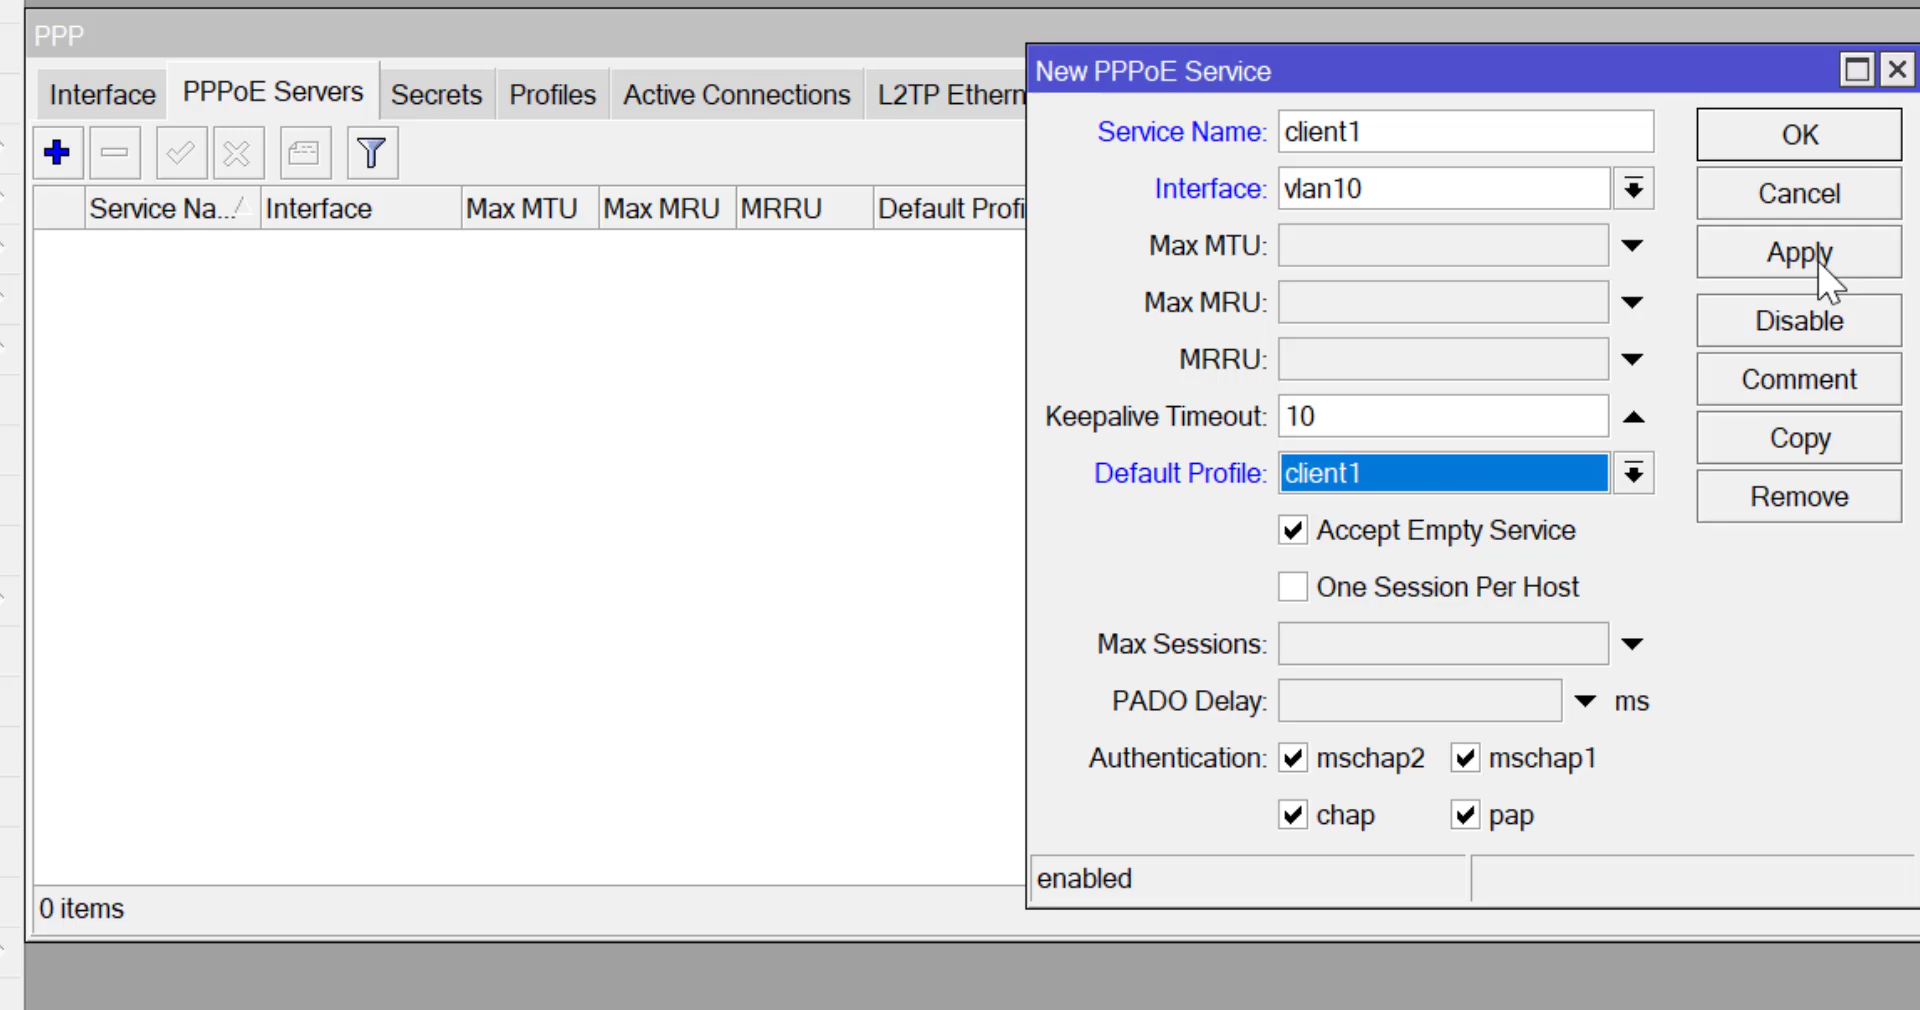 PPP
Interface PPPoE Servers Secrets Profiles Active Connections L2TP Ethern
Service Na... Interface Max MTU Max MRU MRRU Default Profi
0 items
New PPPoE Service
Service Name: client1
Interface: vlan10
Max MTU:
Max MRU:
MRRU:
Keepalive Timeout: 10
Default Profile: client1
Accept Empty Service
One Session Per Host
Max Sessions:
PADO Delay: ms
Authentication: mschap2 mschap1
chap pap
enabled
OK
Cancel
Apply
Disable
Comment
Copy
Remove